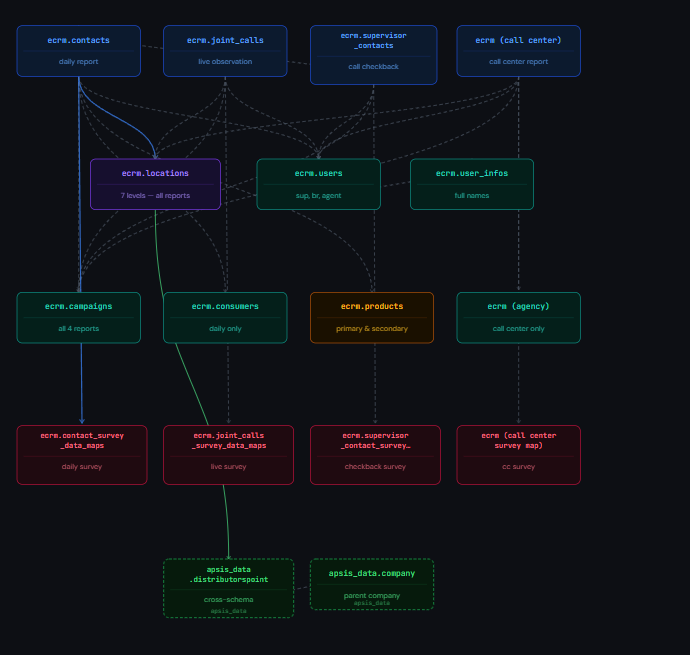 ecrm.contacts
daily report
ecrm.joint_calls
live observation
ecrm.supervisor
_contacts
call checkback
ecrm (call center)
call center report
ecrm.locations
7 levels — all reports
ecrm.users
sup, br, agent
ecrm.user_infos
full names
ecrm.campaigns
all 4 reports
ecrm.consumers
daily only
ecrm.products
primary & secondary
ecrm (agency)
call center only
ecrm.contact_survey
_data_maps
daily survey
ecrm.joint_calls
_survey_data_maps
live survey
ecrm.supervisor
_contact_survey…
checkback survey
ecrm (call center
survey map)
cc survey
apsis_data
.distributorspoint
cross-schema
apsis_data
apsis_data.company
parent company
apsis_data